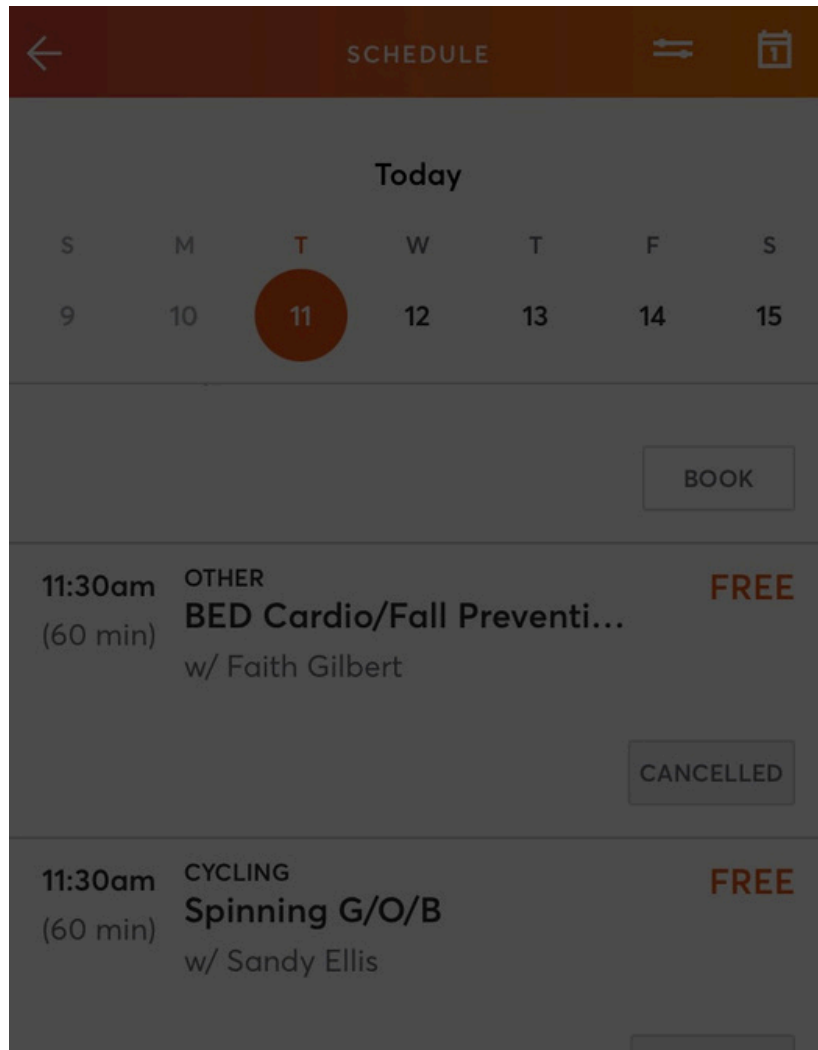 SCHEDULE
1
Today
S M T W T F S
9 10 11 12 13 14 15
BOOK
11:30am OTHER FREE
BED Cardio/Fall Preventi...
(60 min)
w/ Faith Gilbert
CANCELLED
11:30am CYCLING FREE
Spinning G/O/B
(60 min)
w/ Sandy Ellis